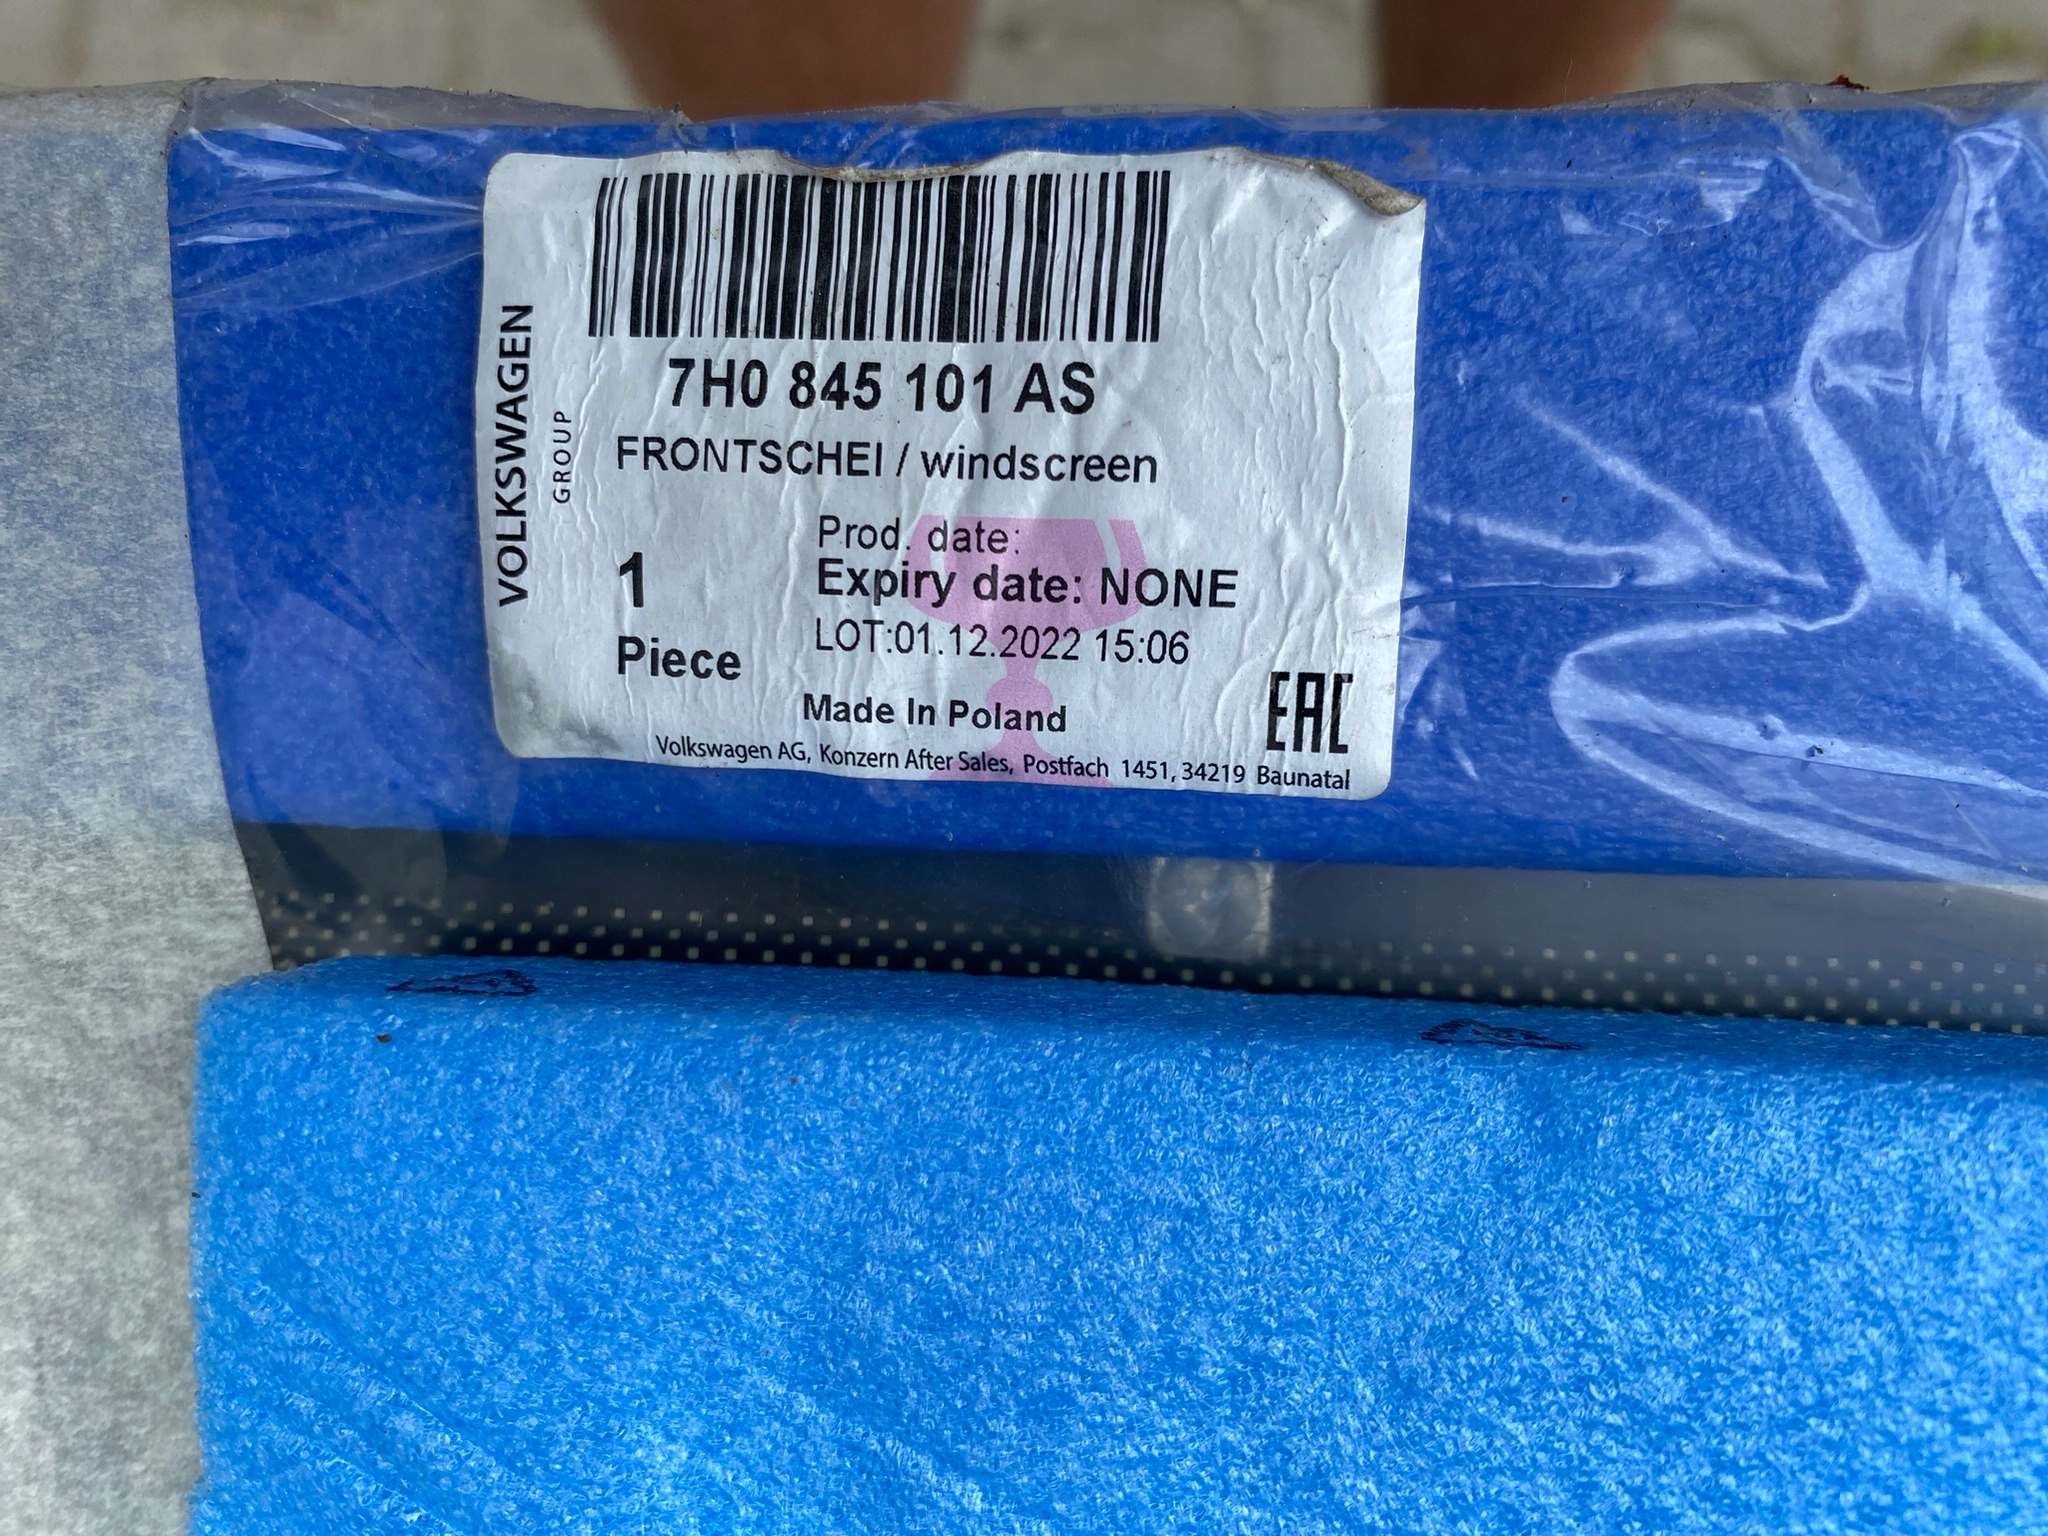 VOLKSWAGEN
GROUP
7H0 845 101 AS
FRONTSCHEI / windscreen
1
Piece
Prod. date:
Expiry date: NONE
LOT:01.12.2022 15:06
Made In Poland
EAC
Volkswagen AG, Konzern After Sales, Postfach 1451, 34219 Baunatal